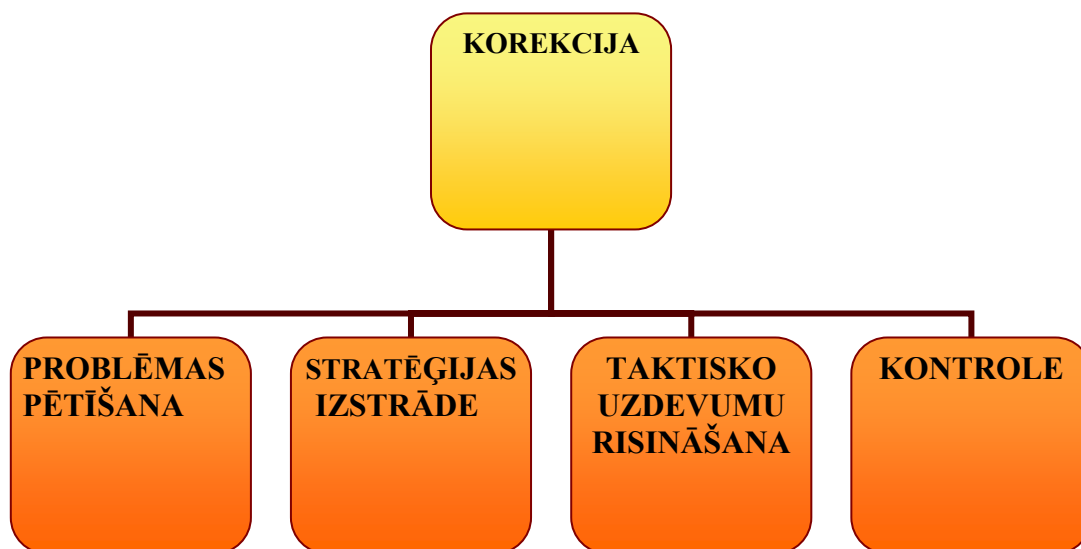 KOREKCIJA
PROBLĒMAS
PĒTĪŠANA
STRATĒĢIJAS
IZSTRĀDE
TAKTISKO
UZDEVUMU
RISINĀŠANA
KONTROLE